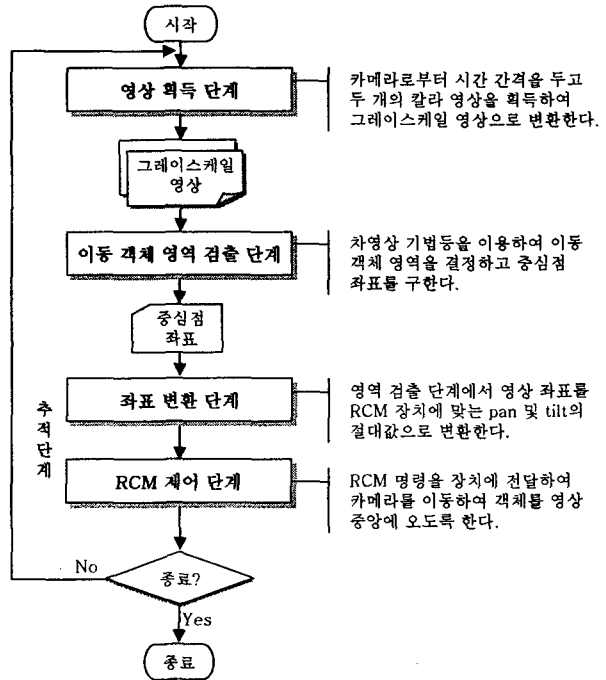 시작
영상 획득 단계
카메라로부터 시간 간격을 두고
두 개의 칼라 영상을 획득하여
그레이스케일 영상으로 변환한다.
그레이스케일
영상
이동 객체 영역 검출 단계
차영상 기법등을 이용하여 이동
객체 영역을 결정하고 중심점
좌표를 구한다.
중심점
좌표
좌표 변환 단계
영역 검출 단계에서 영상 좌표를
RCM 장치에 맞는 pan 및 tilt의
절대값으로 변환한다.
추적단계
RCM 제어 단계
RCM 명령을 장치에 전달하여
카메라를 이동하여 객체를 영상
중앙에 오도록 한다.
No
종료?
Yes
종료